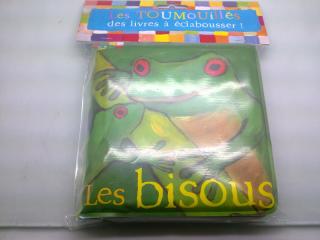 Les TOUMOUILLÉS
des livres à éclabousser !
Les bisous